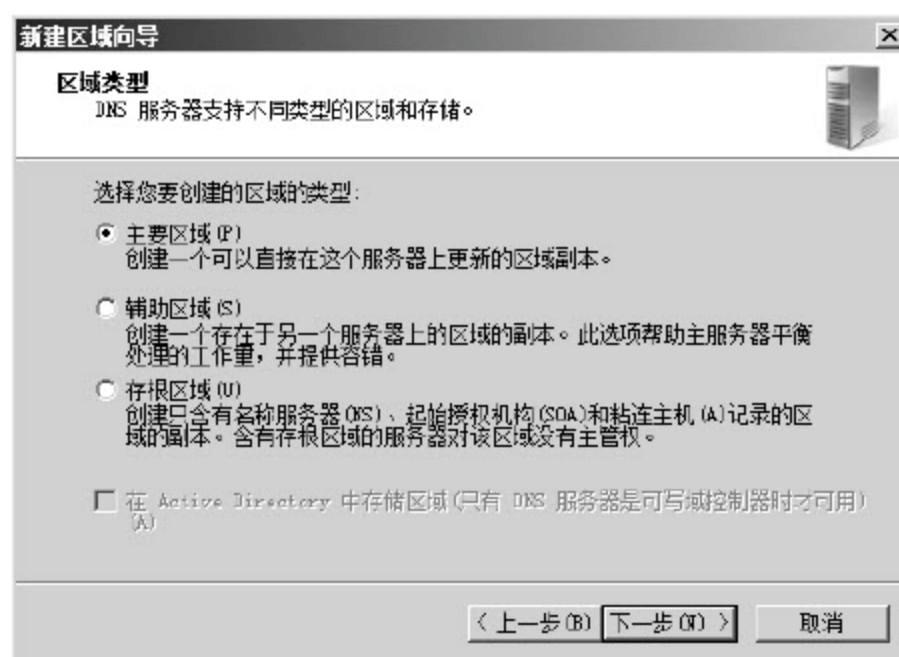 新建区域向导
区域类型
DNS 服务器支持不同类型的区域和存储。
选择您要创建的区域的类型:
主要区域(P)
创建一个可以直接在这个服务器上更新的区域副本。
辅助区域(S)
创建一个存在于另一个服务器上的区域的副本。此选项帮助主服务器平衡
处理的工作量，并提供容错。
存根区域(U)
创建只含有名称服务器(NS)、起始授权机构(SOA)和粘连主机(A)记录的区
域的副本。含有存根区域的服务器对该区域没有主管权。
在 Active Directory 中存储区域(只有 DNS 服务器是可写域控制器时才可用)
(A)
< 上一步(B) 下一步(N) > 取消